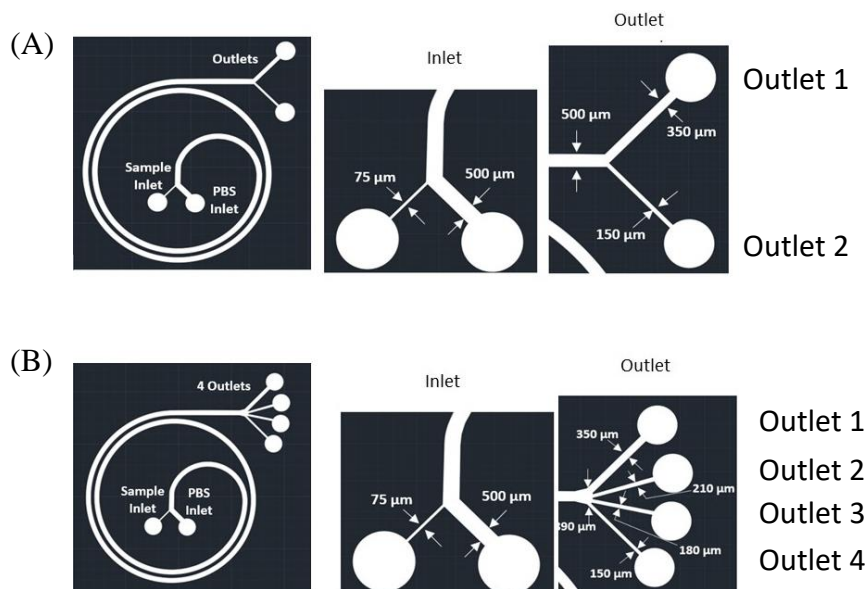 (A)
Outlets
Sample
Inlet
PBS
Inlet
Inlet
75 µm
500 µm
Outlet
500 µm
350 µm
150 µm
Outlet 1
Outlet 2
(B)
4 Outlets
Sample
Inlet
PBS
Inlet
Inlet
75 µm
500 µm
Outlet
350 µm
210 µm
180 µm
150 µm
Outlet 1
Outlet 2
Outlet 3
Outlet 4